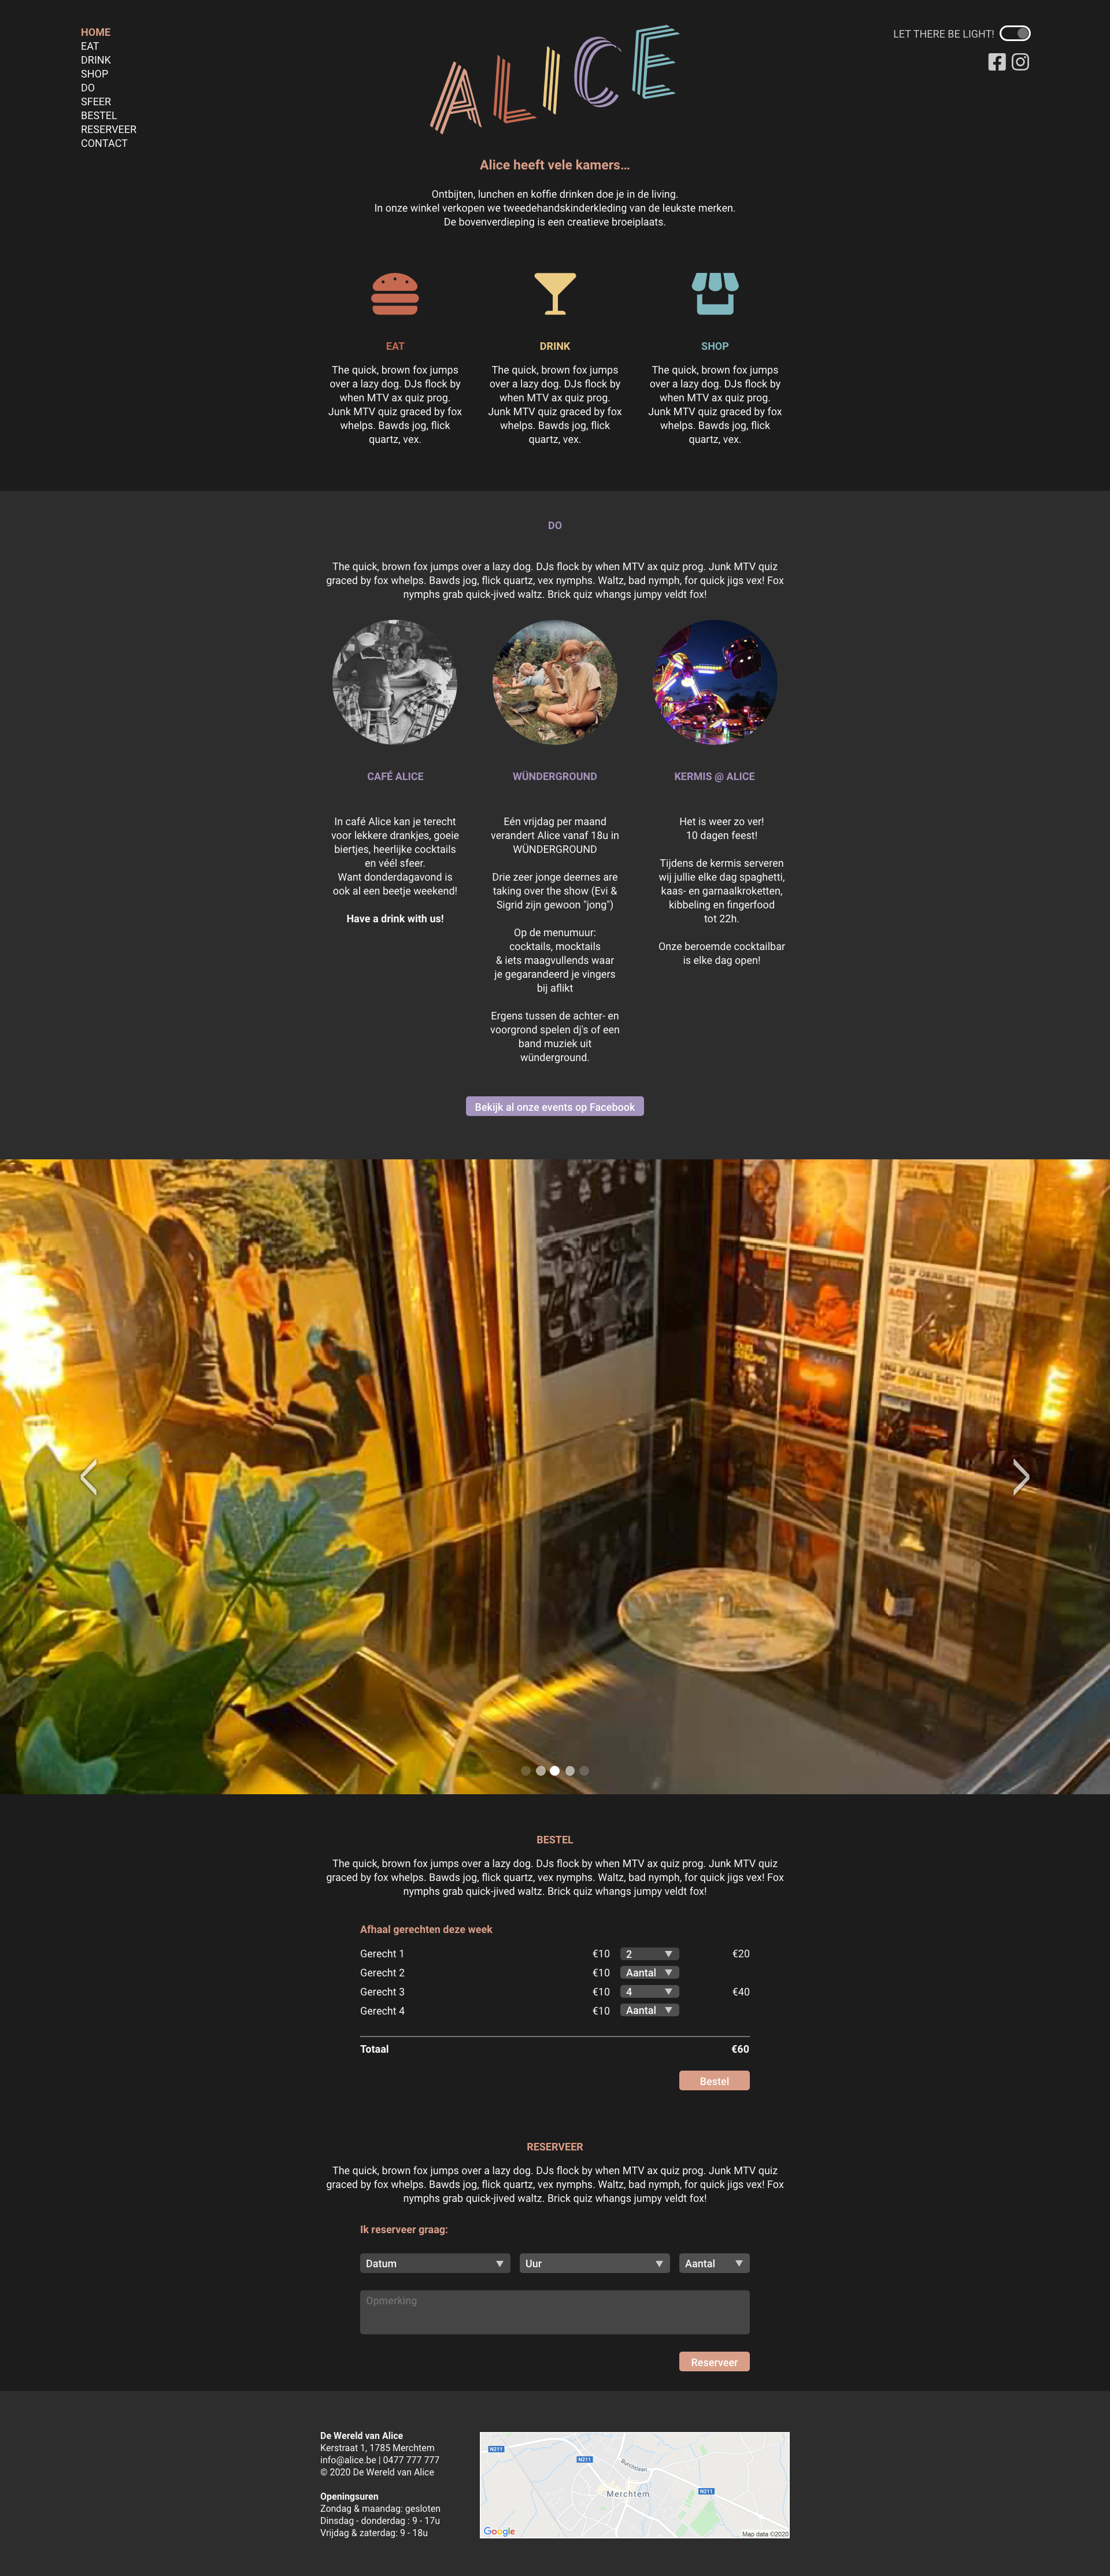 HOME
EAT
DRINK
SHOP
DO
SFEER
BESTEL
RESERVEER
CONTACT
ALICE
LET THERE BE LIGHT!
Alice heeft vele kamers…
Ontbijten, lunchen en koffie drinken doe je in de living.
In onze winkel verkopen we tweedehandskinderkleding van de leukste merken.
De bovenverdieping is een creatieve broeiplaats.
EAT
The quick, brown fox jumps
over a lazy dog. DJs flock by
when MTV ax quiz prog.
Junk MTV quiz graced by fox
whelps. Bawds jog, flick
quartz, vex.
DRINK
The quick, brown fox jumps
over a lazy dog. DJs flock by
when MTV ax quiz prog.
Junk MTV quiz graced by fox
whelps. Bawds jog, flick
quartz, vex.
SHOP
The quick, brown fox jumps
over a lazy dog. DJs flock by
when MTV ax quiz prog.
Junk MTV quiz graced by fox
whelps. Bawds jog, flick
quartz, vex.
DO
The quick, brown fox jumps over a lazy dog. DJs flock by when MTV ax quiz prog. Junk MTV quiz
graced by fox whelps. Bawds jog, flick quartz, vex nymphs. Waltz, bad nymph, for quick jigs vex! Fox
nymphs grab quick-jived waltz. Brick quiz whangs jumpy veldt fox!
CAFÉ ALICE
In café Alice kan je terecht
voor lekkere drankjes, goeie
biertjes, heerlijke cocktails
en véél sfeer.
Want donderdagavond is
ook al een beetje weekend!
Have a drink with us!
WÜNDERGROUND
Eén vrijdag per maand
verandert Alice vanaf 18u in
WÜNDERGROUND
Drie zeer jonge deernes are
taking over the show (Evi &
Sigrid zijn gewoon "jong")
Op de menumuur:
cocktails, mocktails
& iets maagvullends waar
je gegarandeerd je vingers
bij aflikt
Ergens tussen de achter- en
voorgrond spelen dj's of een
band muziek uit
wünderground.
KERMIS @ ALICE
Het is weer zo ver!
10 dagen feest!
Tijdens de kermis serveren
wij jullie elke dag spaghetti,
kaas- en garnaalkroketten,
kibbeling en fingerfood
tot 22h.
Onze beroemde cocktailbar
is elke dag open!
Bekijk al onze events op Facebook
BESTEL
The quick, brown fox jumps over a lazy dog. DJs flock by when MTV ax quiz prog. Junk MTV quiz
graced by fox whelps. Bawds jog, flick quartz, vex nymphs. Waltz, bad nymph, for quick jigs vex! Fox
nymphs grab quick-jived waltz. Brick quiz whangs jumpy veldt fox!
Afhaal gerechten deze week
Gerecht 1 €10 2 €20
Gerecht 2 €10 Aantal
Gerecht 3 €10 4 €40
Gerecht 4 €10 Aantal
Totaal €60
Bestel
RESERVEER
The quick, brown fox jumps over a lazy dog. DJs flock by when MTV ax quiz prog. Junk MTV quiz
graced by fox whelps. Bawds jog, flick quartz, vex nymphs. Waltz, bad nymph, for quick jigs vex! Fox
nymphs grab quick-jived waltz. Brick quiz whangs jumpy veldt fox!
Ik reserveer graag:
Datum Uur Aantal
Opmerking
Reserveer
De Wereld van Alice
Kerstraat 1, 1785 Merchtem
info@alice.be | 0477 777 777
© 2020 De Wereld van Alice
Openingsuren
Zondag & maandag: gesloten
Dinsdag - donderdag : 9 - 17u
Vrijdag & zaterdag: 9 - 18u
N211
N211
Burchtlaan
N211
Merchtem
Google
Map data ©2020